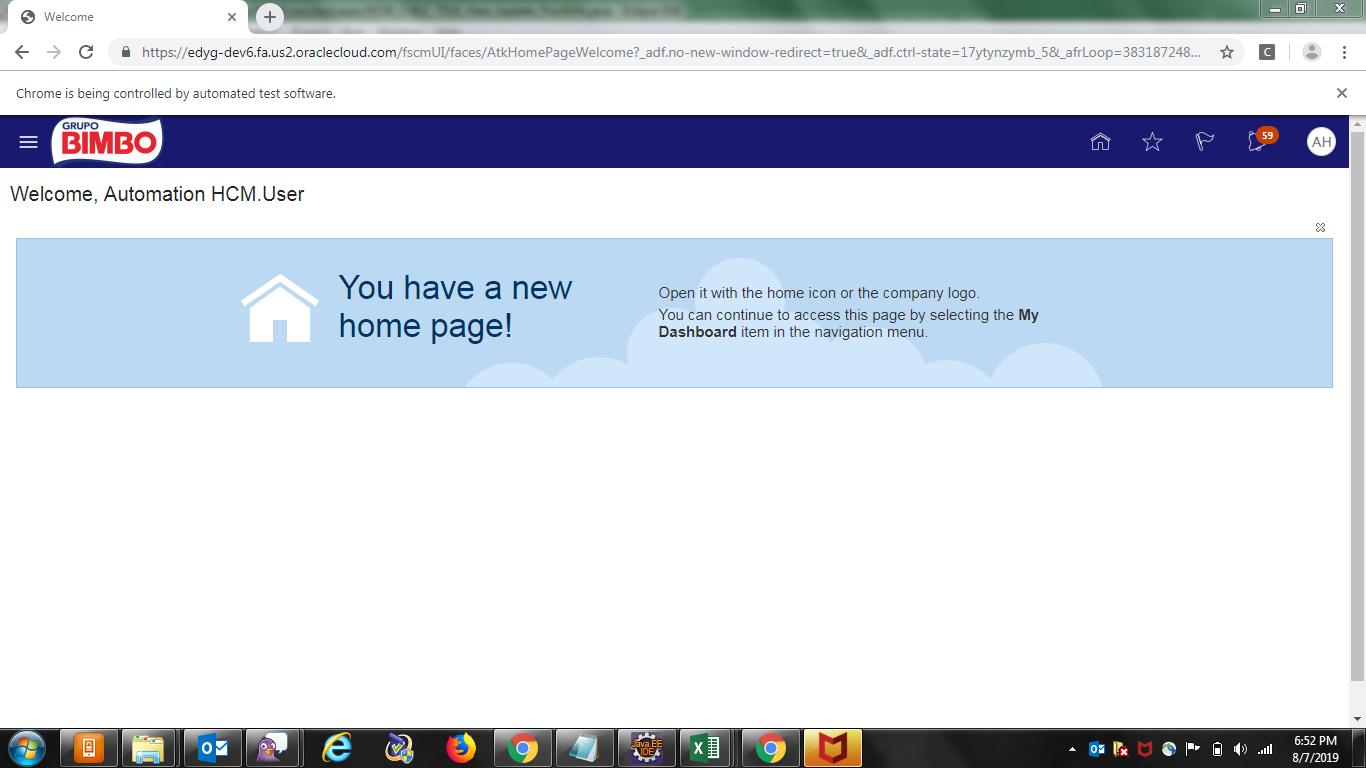 Welcome
https://edyg-dev6.fa.us2.oraclecloud.com/fscmUI/faces/AtkHomePageWelcome?_adf.no-new-window-redirect=true&_adf.ctrl-state=17ytynzymb_5&_afrLoop=383187248...
C
Chrome is being controlled by automated test software.
GRUPO
BIMBO
59
AH
Welcome, Automation HCM.User
You have a new
home page!
Open it with the home icon or the company logo.
You can continue to access this page by selecting the My
Dashboard item in the navigation menu.
Java EE
IDE
6:52 PM
8/7/2019